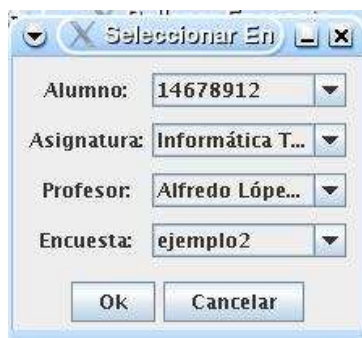 Seleccionar En
Alumno: 14678912
Asignatura: Informática T...
Profesor: Alfredo Lópe...
Encuesta: ejemplo2
Ok Cancelar